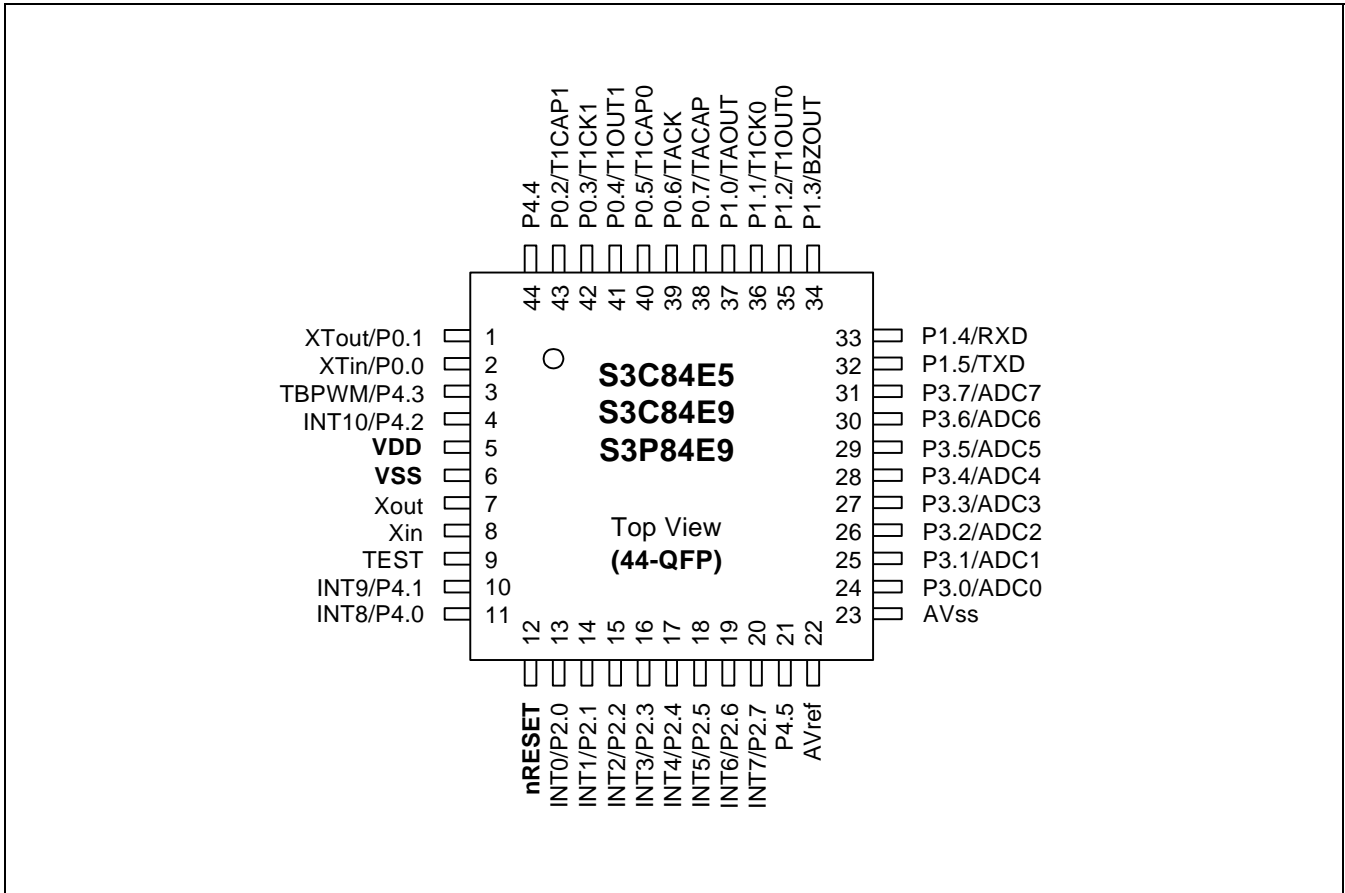 P4.4
P0.2/T1CAP1
P0.3/T1CK1
P0.4/T1OUT1
P0.5/T1CAP0
P0.6/TACK
P0.7/TACAP
P1.0/TAOUT
P1.1/T1CK0
P1.2/T1OUT0
P1.3/BZOUT
44
43
42
41
40
39
38
37
36
35
34
XTout/P0.1
XTin/P0.0
TBPWM/P4.3
INT10/P4.2
VDD
VSS
Xout
Xin
TEST
INT9/P4.1
INT8/P4.0
1
2
3
4
5
6
7
8
9
10
11
S3C84E5
S3C84E9
S3P84E9
Top View
(44-QFP)
33
32
31
30
29
28
27
26
25
24
23
P1.4/RXD
P1.5/TXD
P3.7/ADC7
P3.6/ADC6
P3.5/ADC5
P3.4/ADC4
P3.3/ADC3
P3.2/ADC2
P3.1/ADC1
P3.0/ADC0
AVss
12
13
14
15
16
17
18
19
20
21
22
nRESET
INT0/P2.0
INT1/P2.1
INT2/P2.2
INT3/P2.3
INT4/P2.4
INT5/P2.5
INT6/P2.6
INT7/P2.7
P4.5
AVref